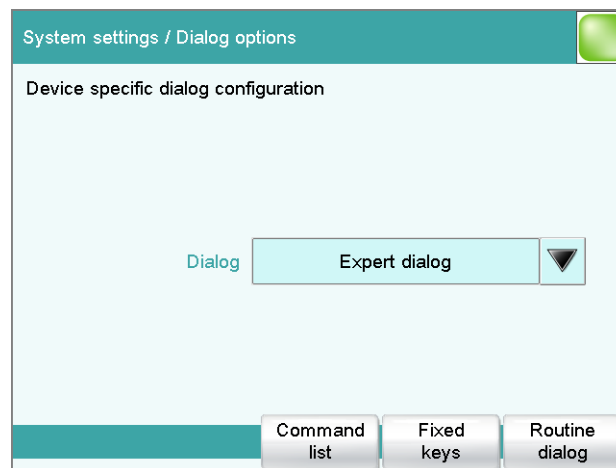 System settings / Dialog options
Device specific dialog configuration
Dialog
Expert dialog
Command
list
Fixed
keys
Routine
dialog